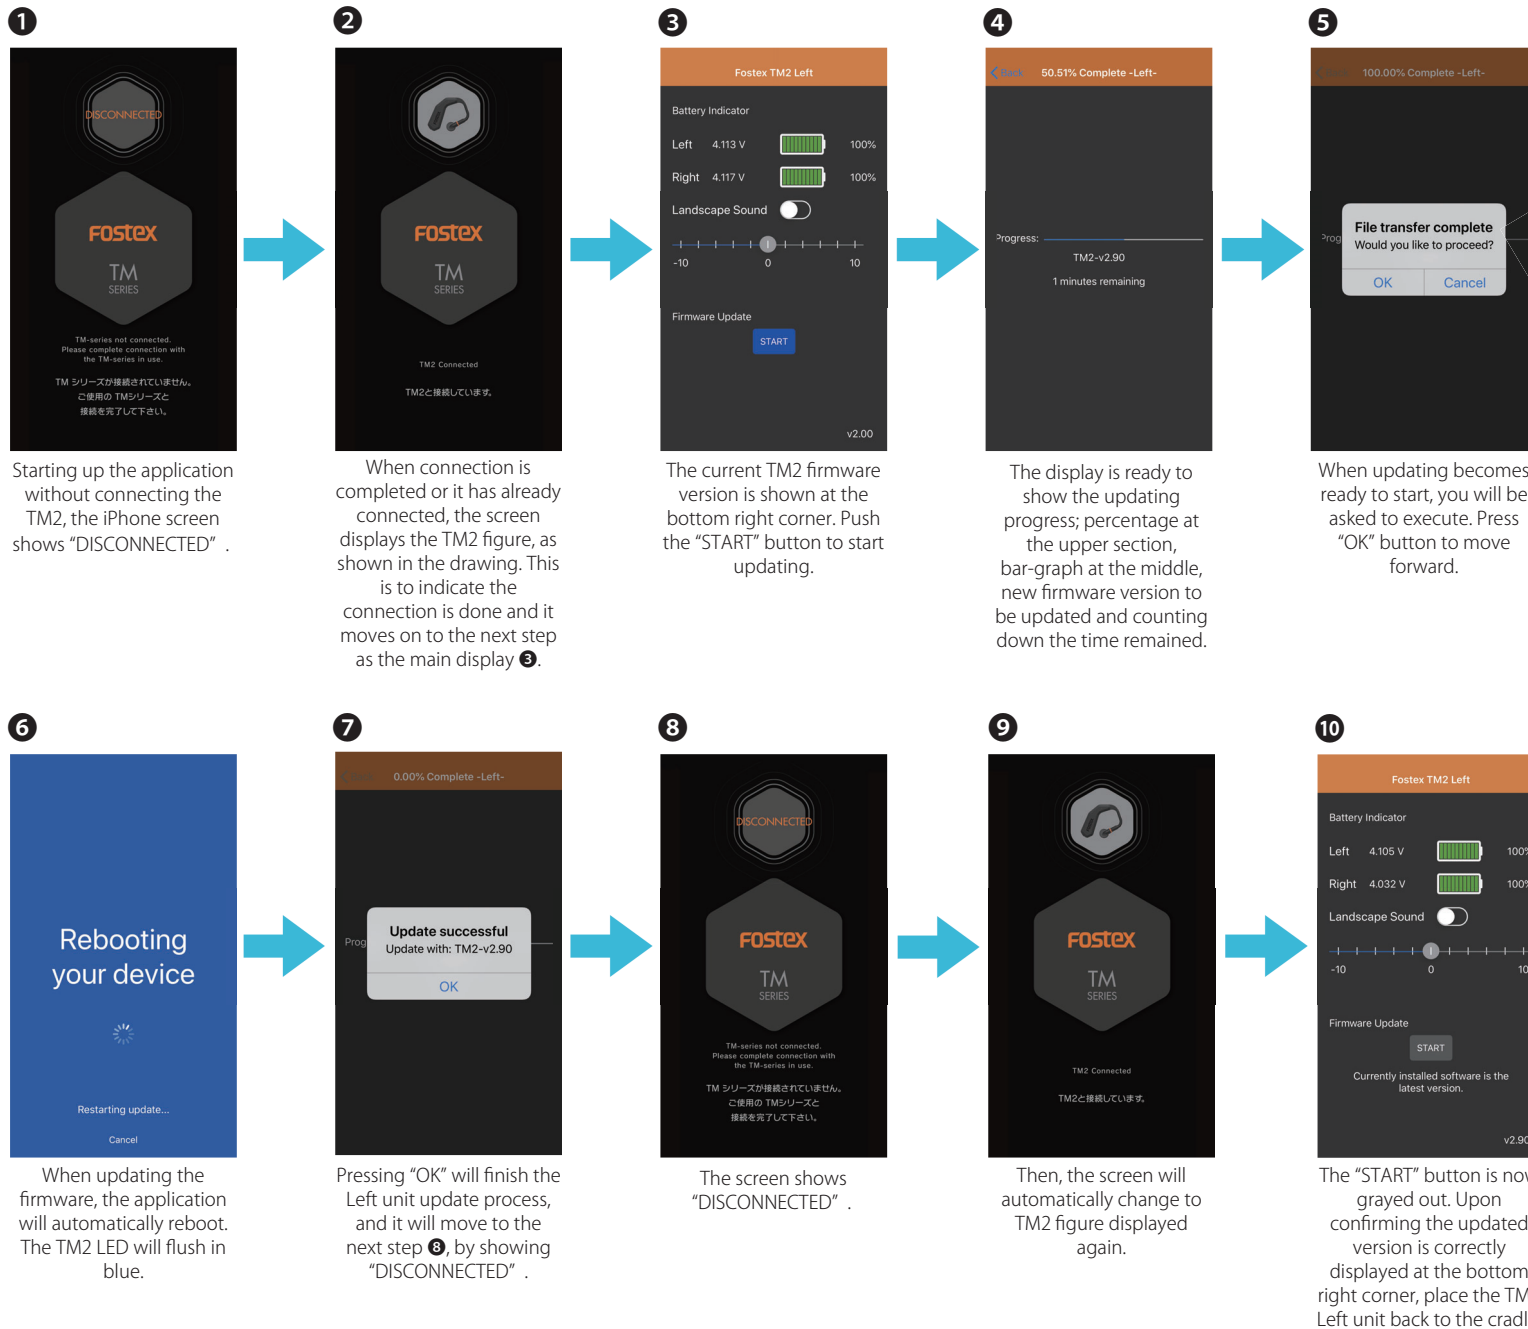 1
DISCONNECTED
FOSTEX
TM
SERIES
TM-series not connected.
Please complete connection with
the TM-series in use.
TM シリーズが接続されていません。
ご使用の TMシリーズと
接続を完了して下さい。
Starting up the application
without connecting the
TM2, the iPhone screen
shows “DISCONNECTED” .
2
FOSTEX
TM
SERIES
TM2 Connected
TM2と接続しています。
When connection is
completed or it has already
connected, the screen
displays the TM2 figure, as
shown in the drawing. This
is to indicate the
connection is done and it
moves on to the next step
as the main display ❸.
3
Fostex TM2 Left
Battery Indicator
Left 4.113 V 100%
Right 4.117 V 100%
Landscape Sound
-10 0 10
Firmware Update
START
v2.00
The current TM2 firmware
version is shown at the
bottom right corner. Push
the “START” button to start
updating.
4
Back 50.51% Complete -Left-
Progress:
TM2-v2.90
1 minutes remaining
The display is ready to
show the updating
progress; percentage at
the upper section,
bar-graph at the middle,
new firmware version to
be updated and counting
down the time remained.
5
100.00% Complete -Left-
Prog
File transfer complete
Would you like to proceed?
OK Cancel
When updating becomes
ready to start, you will be
asked to execute. Press
“OK” button to move
forward.
6
Rebooting
your device
Restarting update...
Cancel
When updating the
firmware, the application
will automatically reboot.
The TM2 LED will flush in
blue.
7
0.00% Complete -Left-
Prog
Update successful
Update with: TM2-v2.90
OK
Pressing “OK” will finish the
Left unit update process,
and it will move to the
next step ❽, by showing
“DISCONNECTED” .
8
DISCONNECTED
FOSTEX
TM
SERIES
TM-series not connected.
Please complete connection with
the TM-series in use.
TM シリーズが接続されていません。
ご使用の TMシリーズと
接続を完了して下さい。
The screen shows
“DISCONNECTED” .
9
FOSTEX
TM
SERIES
TM2 Connected
TM2と接続しています。
Then, the screen will
automatically change to
TM2 figure displayed
again.
10
Fostex TM2 Left
Battery Indicator
Left 4.105 V 100%
Right 4.032 V 100%
Landscape Sound
-10 0 10
Firmware Update
START
Currently installed software is the
latest version.
v2.90
The “START” button is now
grayed out. Upon
confirming the updated
version is correctly
displayed at the bottom
right corner, place the TM
Left unit back to the cradl